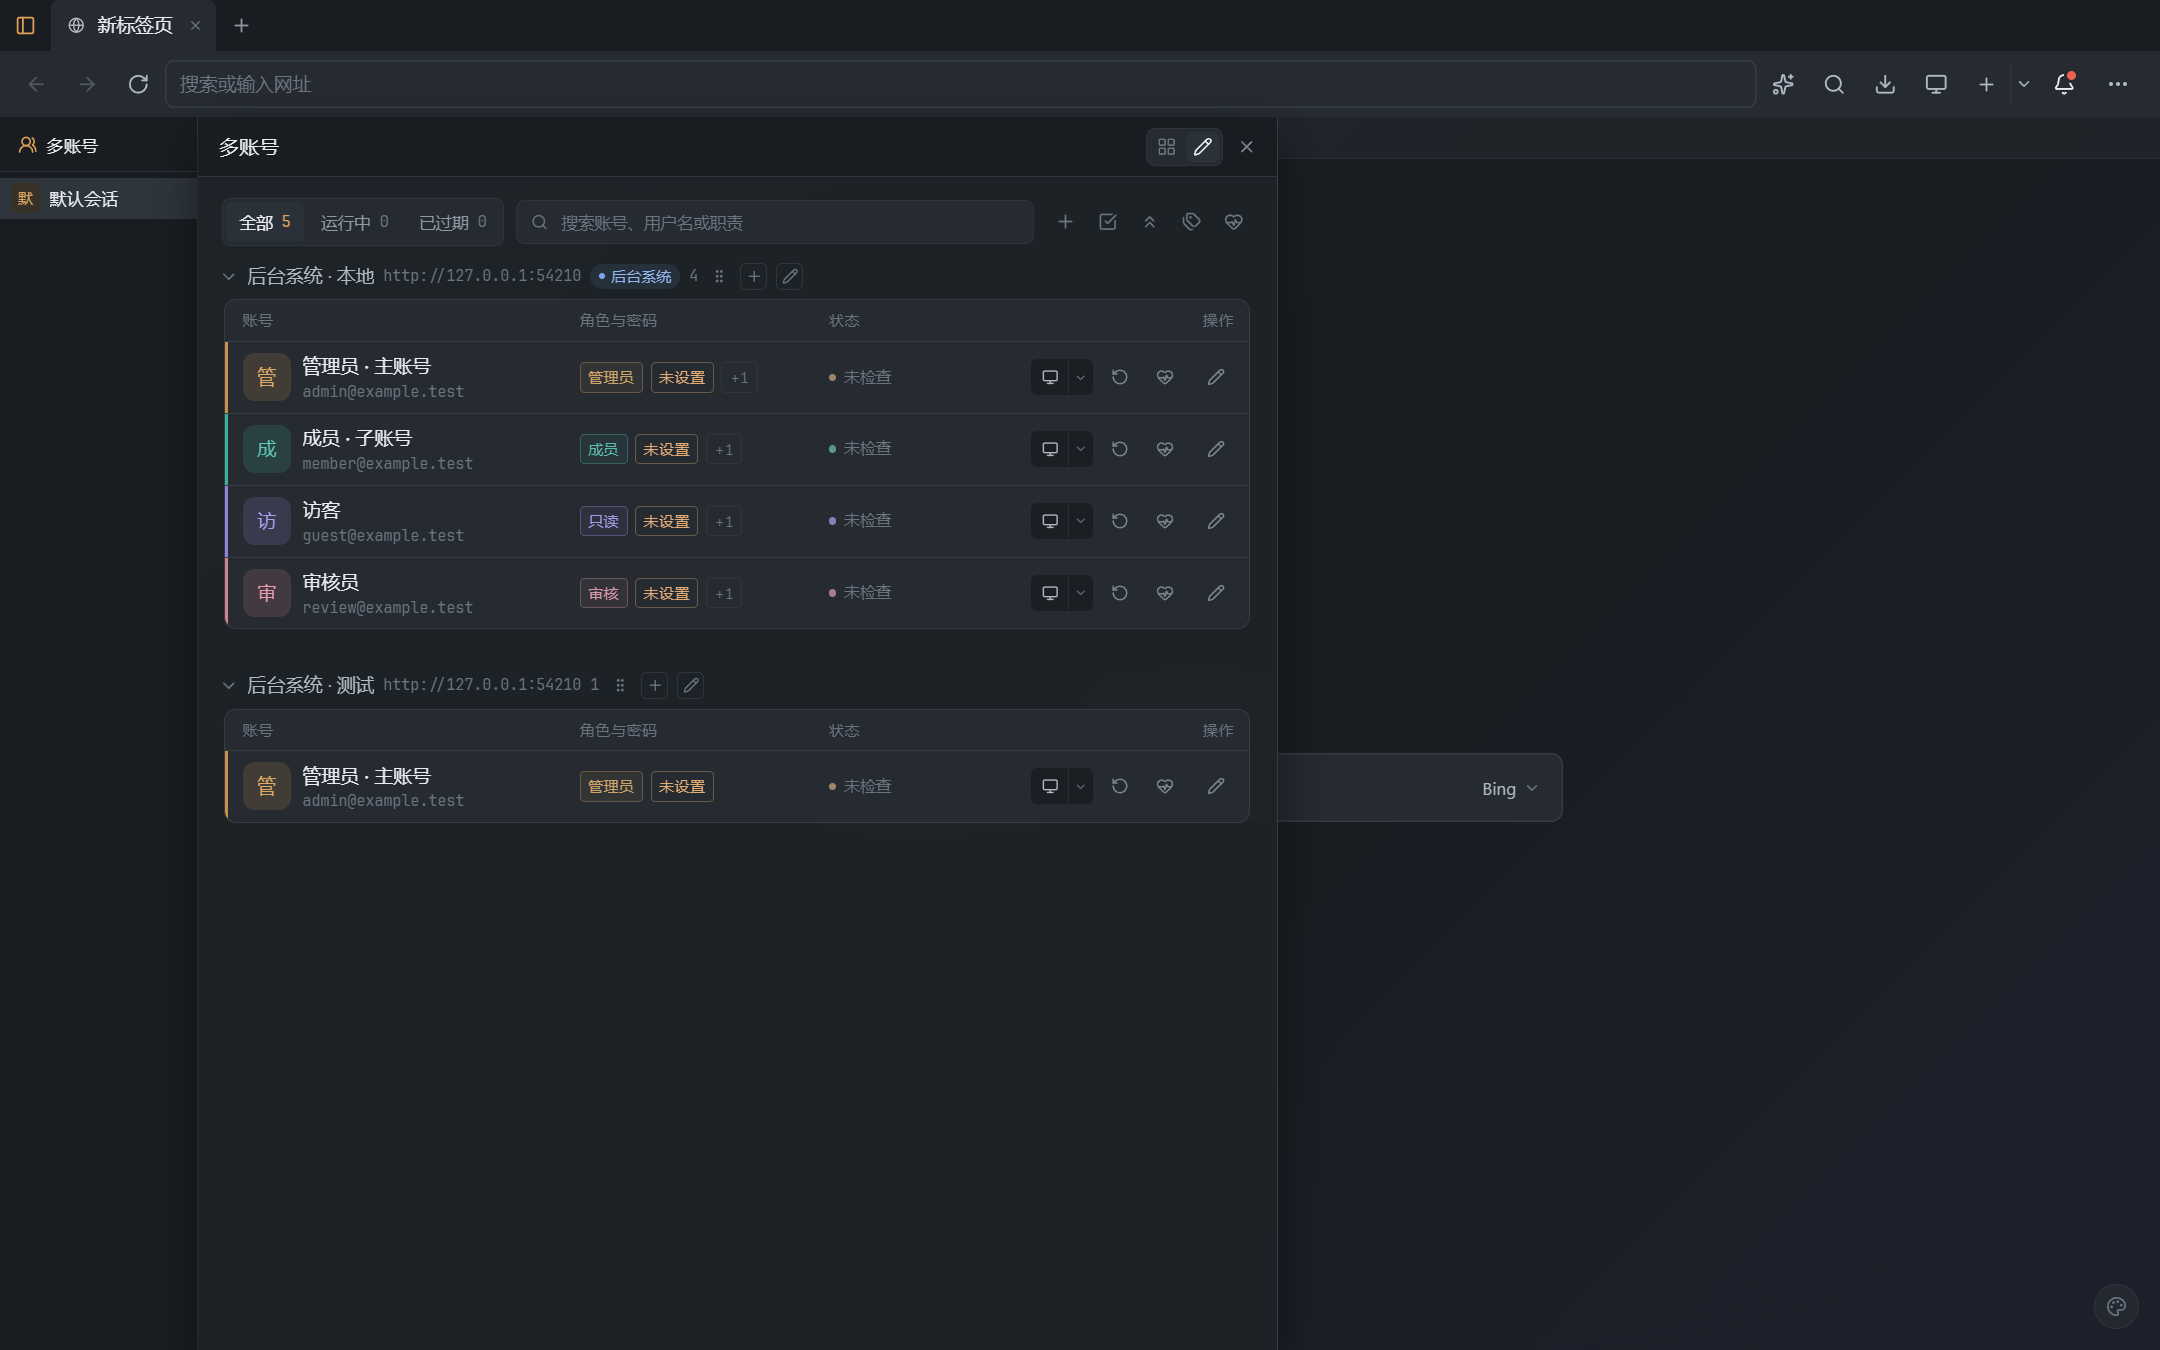 新标签页
搜索或输入网址
多账号
默 默认会话
多账号
全部 5 运行中 0 已过期 0 搜索账号、用户名或职责
后台系统 · 本地 http://127.0.0.1:54210 后台系统 4
账号 角色与密码 状态 操作
管 管理员 · 主账号 管理员 未设置 +1 未检查
admin@example.test
成 成员 · 子账号 成员 未设置 +1 未检查
member@example.test
访 访客 只读 未设置 +1 未检查
guest@example.test
审 审核员 审核 未设置 +1 未检查
review@example.test
后台系统 · 测试 http://127.0.0.1:54210 1
账号 角色与密码 状态 操作
管 管理员 · 主账号 管理员 未设置 未检查
admin@example.test
Bing